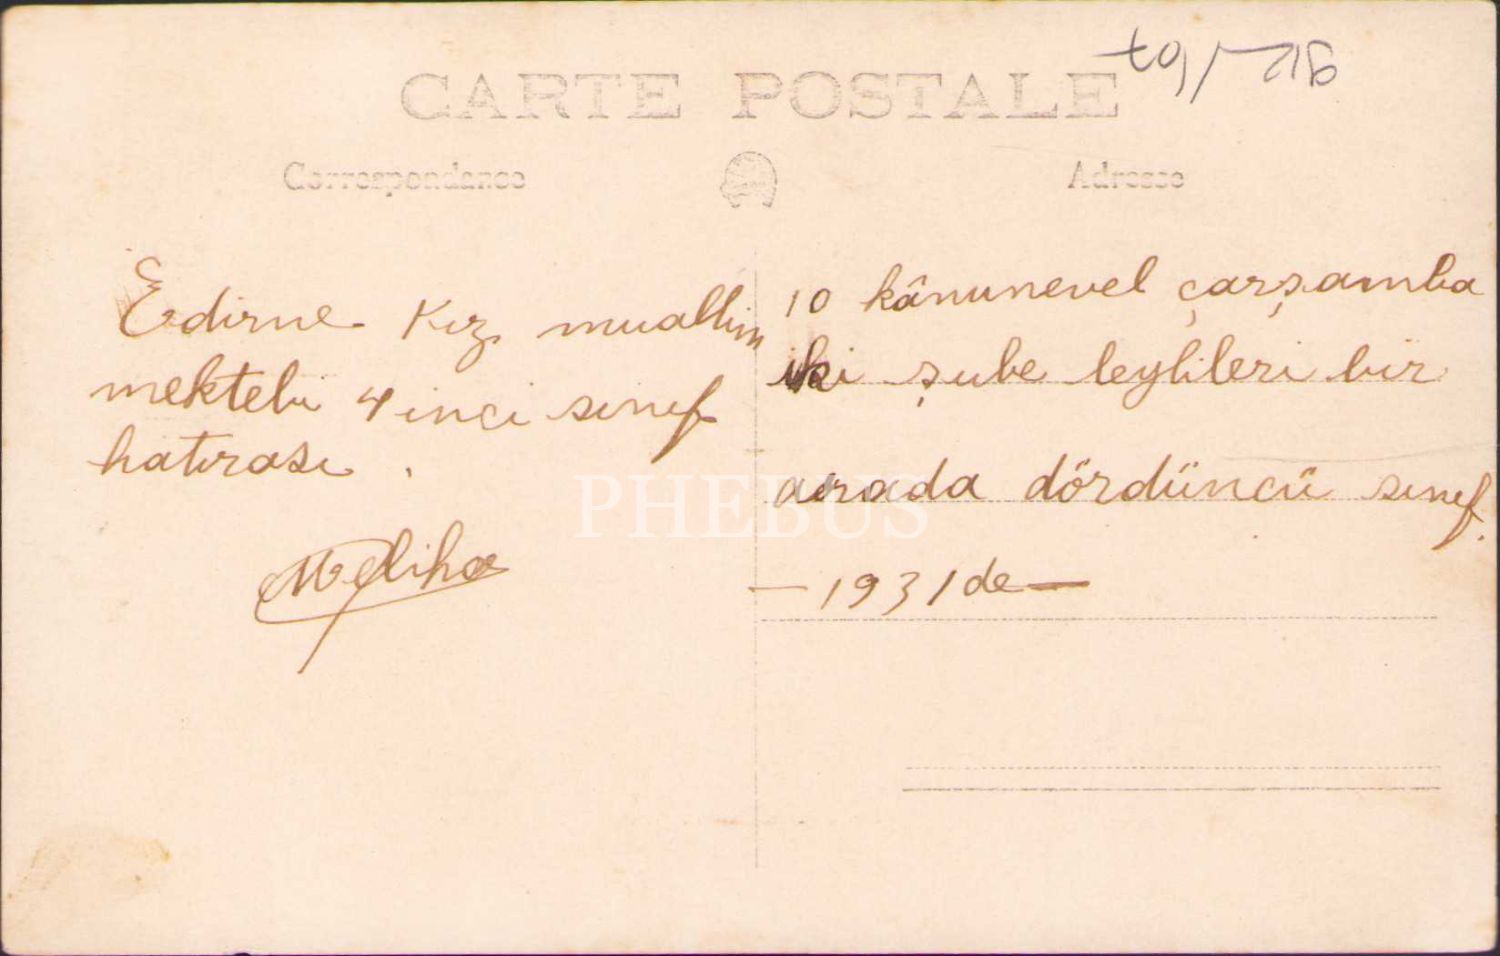 CARTE POSTALE
Correspondance
Adresse
Edirne Kız muallim
mektebi 4 inci sınıf
hatırası.
Meliha
10 kânunevel çarşamba
iki şube leylileri bir
arada dördüncü sınıf.
— 1931 de —
PHEBUS